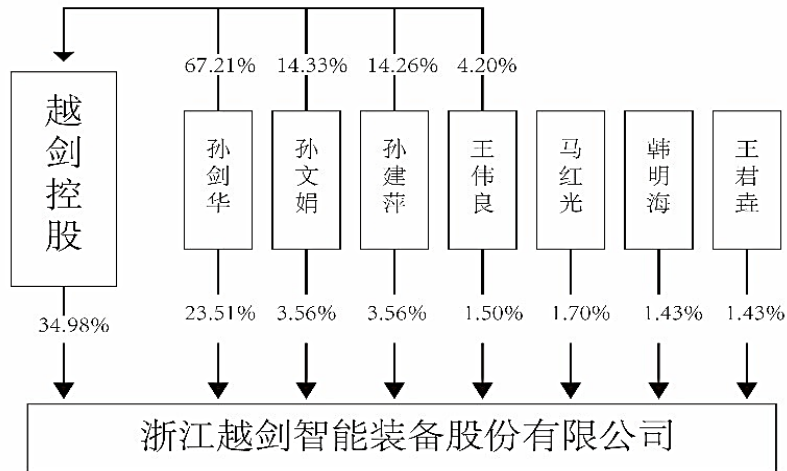 67.21% 14.33% 14.26% 4.20%
越剑控股
孙剑华
孙文娟
孙建萍
王伟良
马红光
韩明海
王君垚
34.98% 23.51% 3.56% 3.56% 1.50% 1.70% 1.43% 1.43%
浙江越剑智能装备股份有限公司